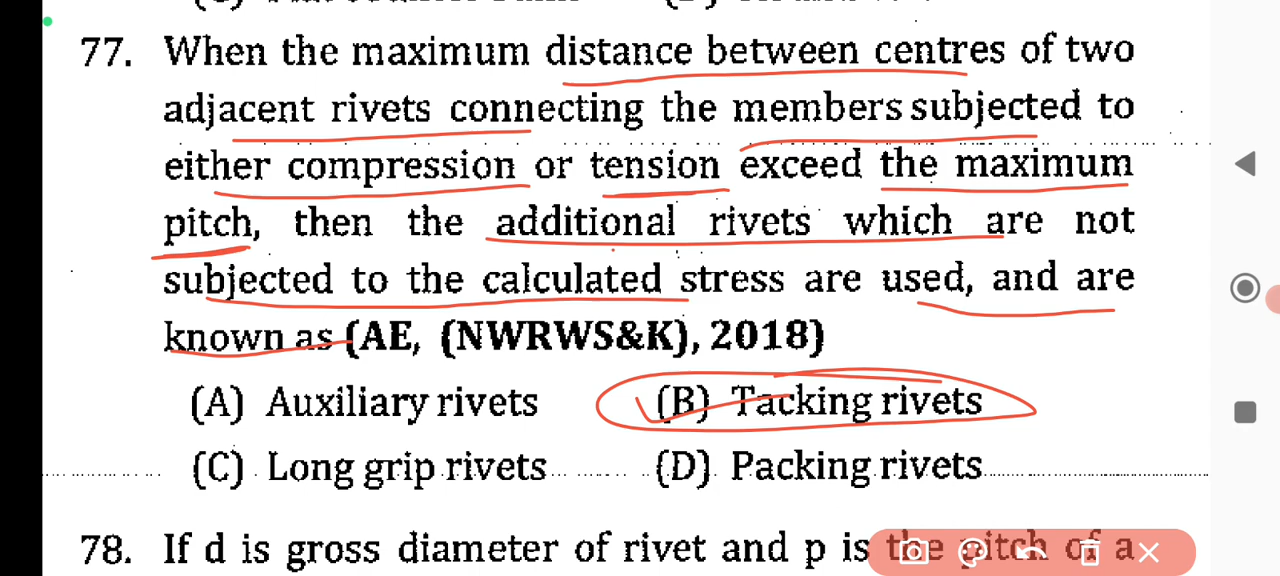 77. When the maximum distance between centres of two
adjacent rivets connecting the members subjected to
either compression or tension exceed the maximum
pitch, then the additional rivets which are not
subjected to the calculated stress are used, and are
known as (AE, (NWRWS&K), 2018)
(A) Auxiliary rivets (B) Tacking rivets
(C) Long grip rivets (D) Packing rivets
78. If d is gross diameter of rivet and p is the pitch of a